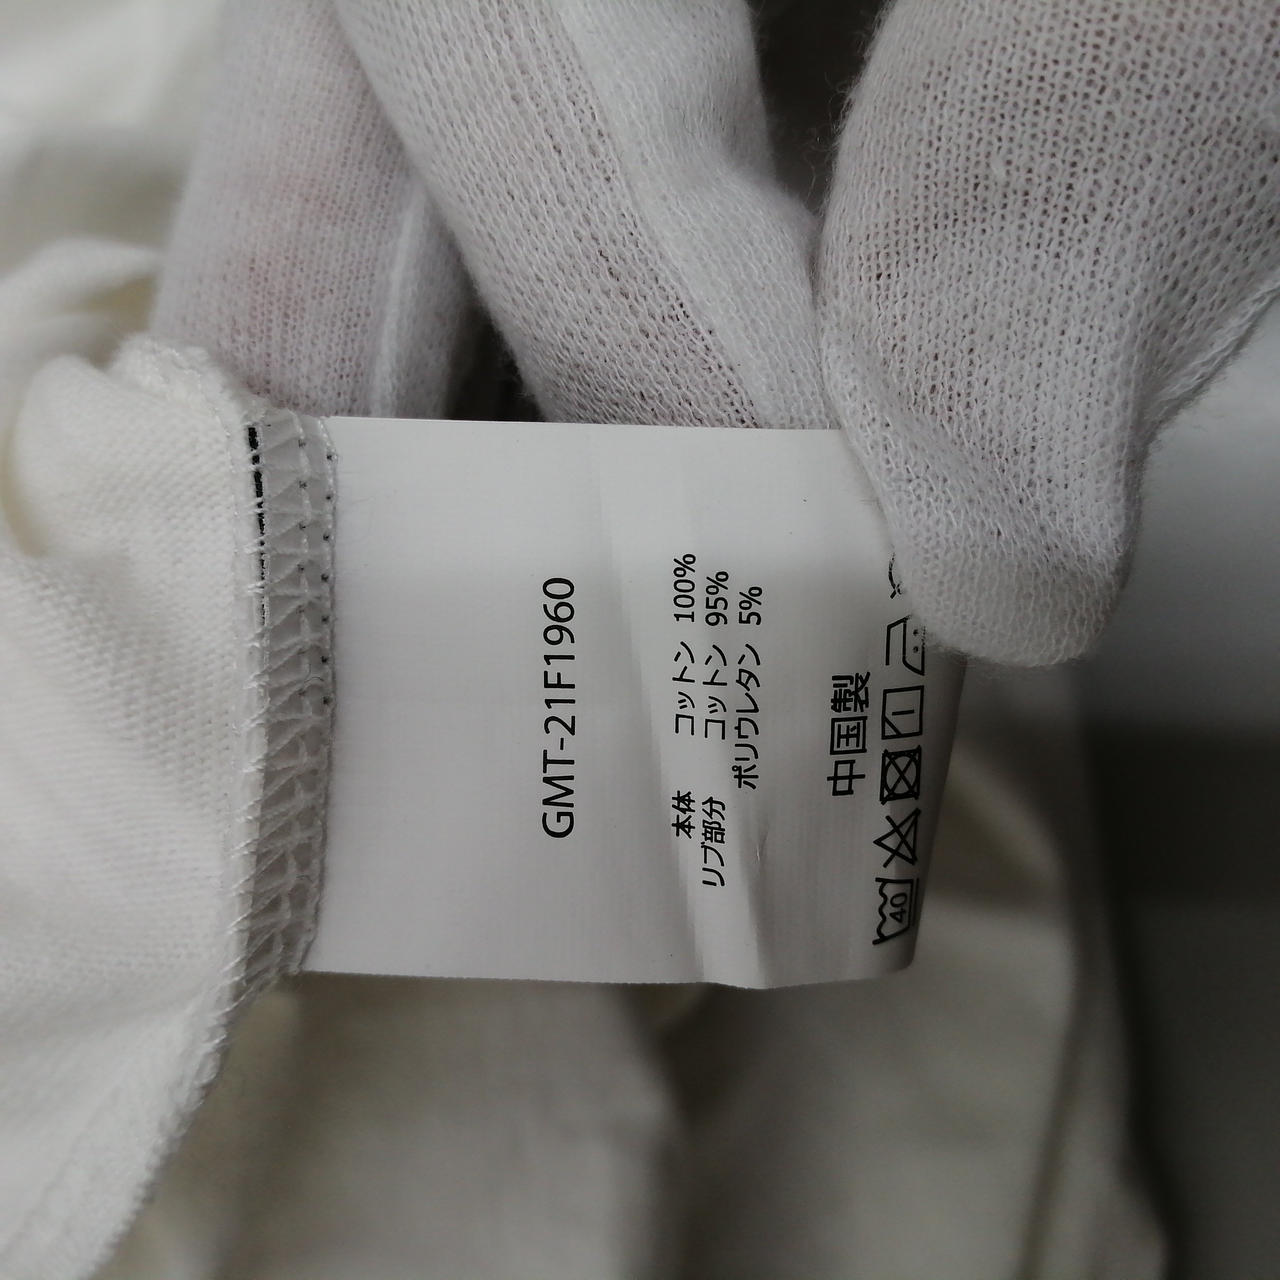 GMT-21F1960
本体 コットン 100%
リブ部分 コットン 95%
ポリウレタン 5%
中国製
40